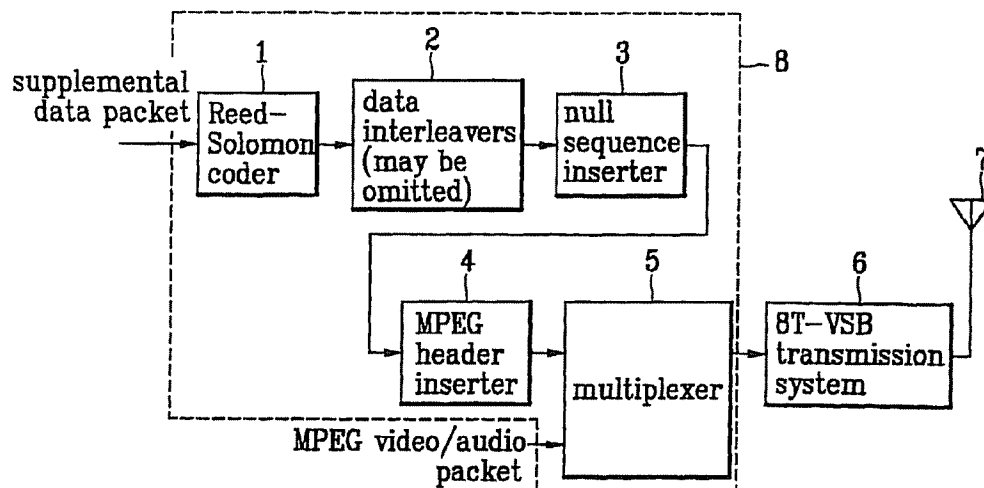 1
2
3
8
supplemental
data packet
Reed-
Solomon
coder
data
interleavers
(may be
omitted)
null
sequence
inserter
7
4
5
6
MPEG
header
inserter
multiplexer
8T-VSB
transmission
system
MPEG video/audio
packet